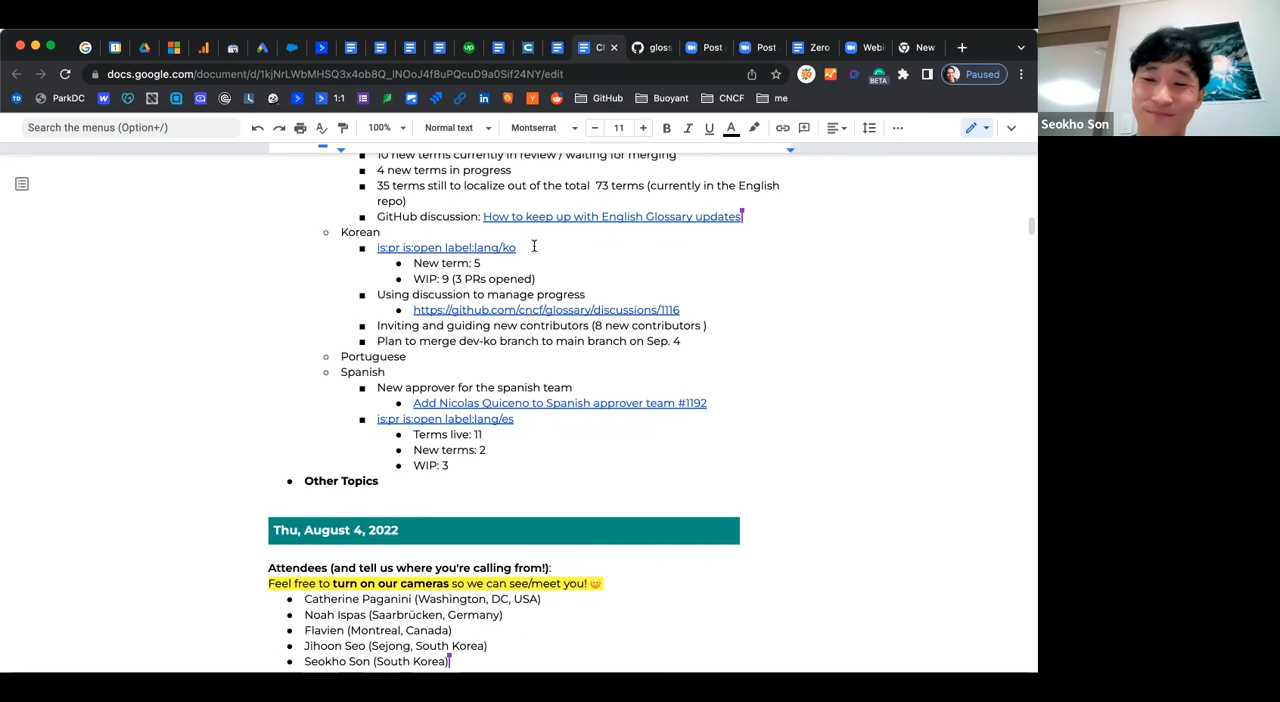 Cl
gloss
Post
Post
Zero
Webi
New
docs.google.com/document/d/1kjNrLWbMHSQ3x4ob8Q_lNOoJ4f8uPQcuD9a0Sif24NY/edit
BETA
Paused
ParkDC
1:1
GitHub
Buoyant
CNCF
me
Search the menus (Option+/)
100%
Normal text
Montserrat
11
10 new terms currently in review / waiting for merging
4 new terms in progress
35 terms still to localize out of the total 73 terms (currently in the English
repo)
GitHub discussion: How to keep up with English Glossary updates
Korean
is:pr is:open label:lang/ko
New term: 5
WIP: 9 (3 PRs opened)
Using discussion to manage progress
https://github.com/cncf/glossary/discussions/1116
Inviting and guiding new contributors (8 new contributors )
Plan to merge dev-ko branch to main branch on Sep. 4
Portuguese
Spanish
New approver for the spanish team
Add Nicolas Quiceno to Spanish approver team #1192
is:pr is:open label:lang/es
Terms live: 11
New terms: 2
WIP: 3
Other Topics
Thu, August 4, 2022
Attendees (and tell us where you're calling from!):
Feel free to turn on our cameras so we can see/meet you! 😀
Catherine Paganini (Washington, DC, USA)
Noah Ispas (Saarbrücken, Germany)
Flavien (Montreal, Canada)
Jihoon Seo (Sejong, South Korea)
Seokho Son (South Korea)
Seokho Son